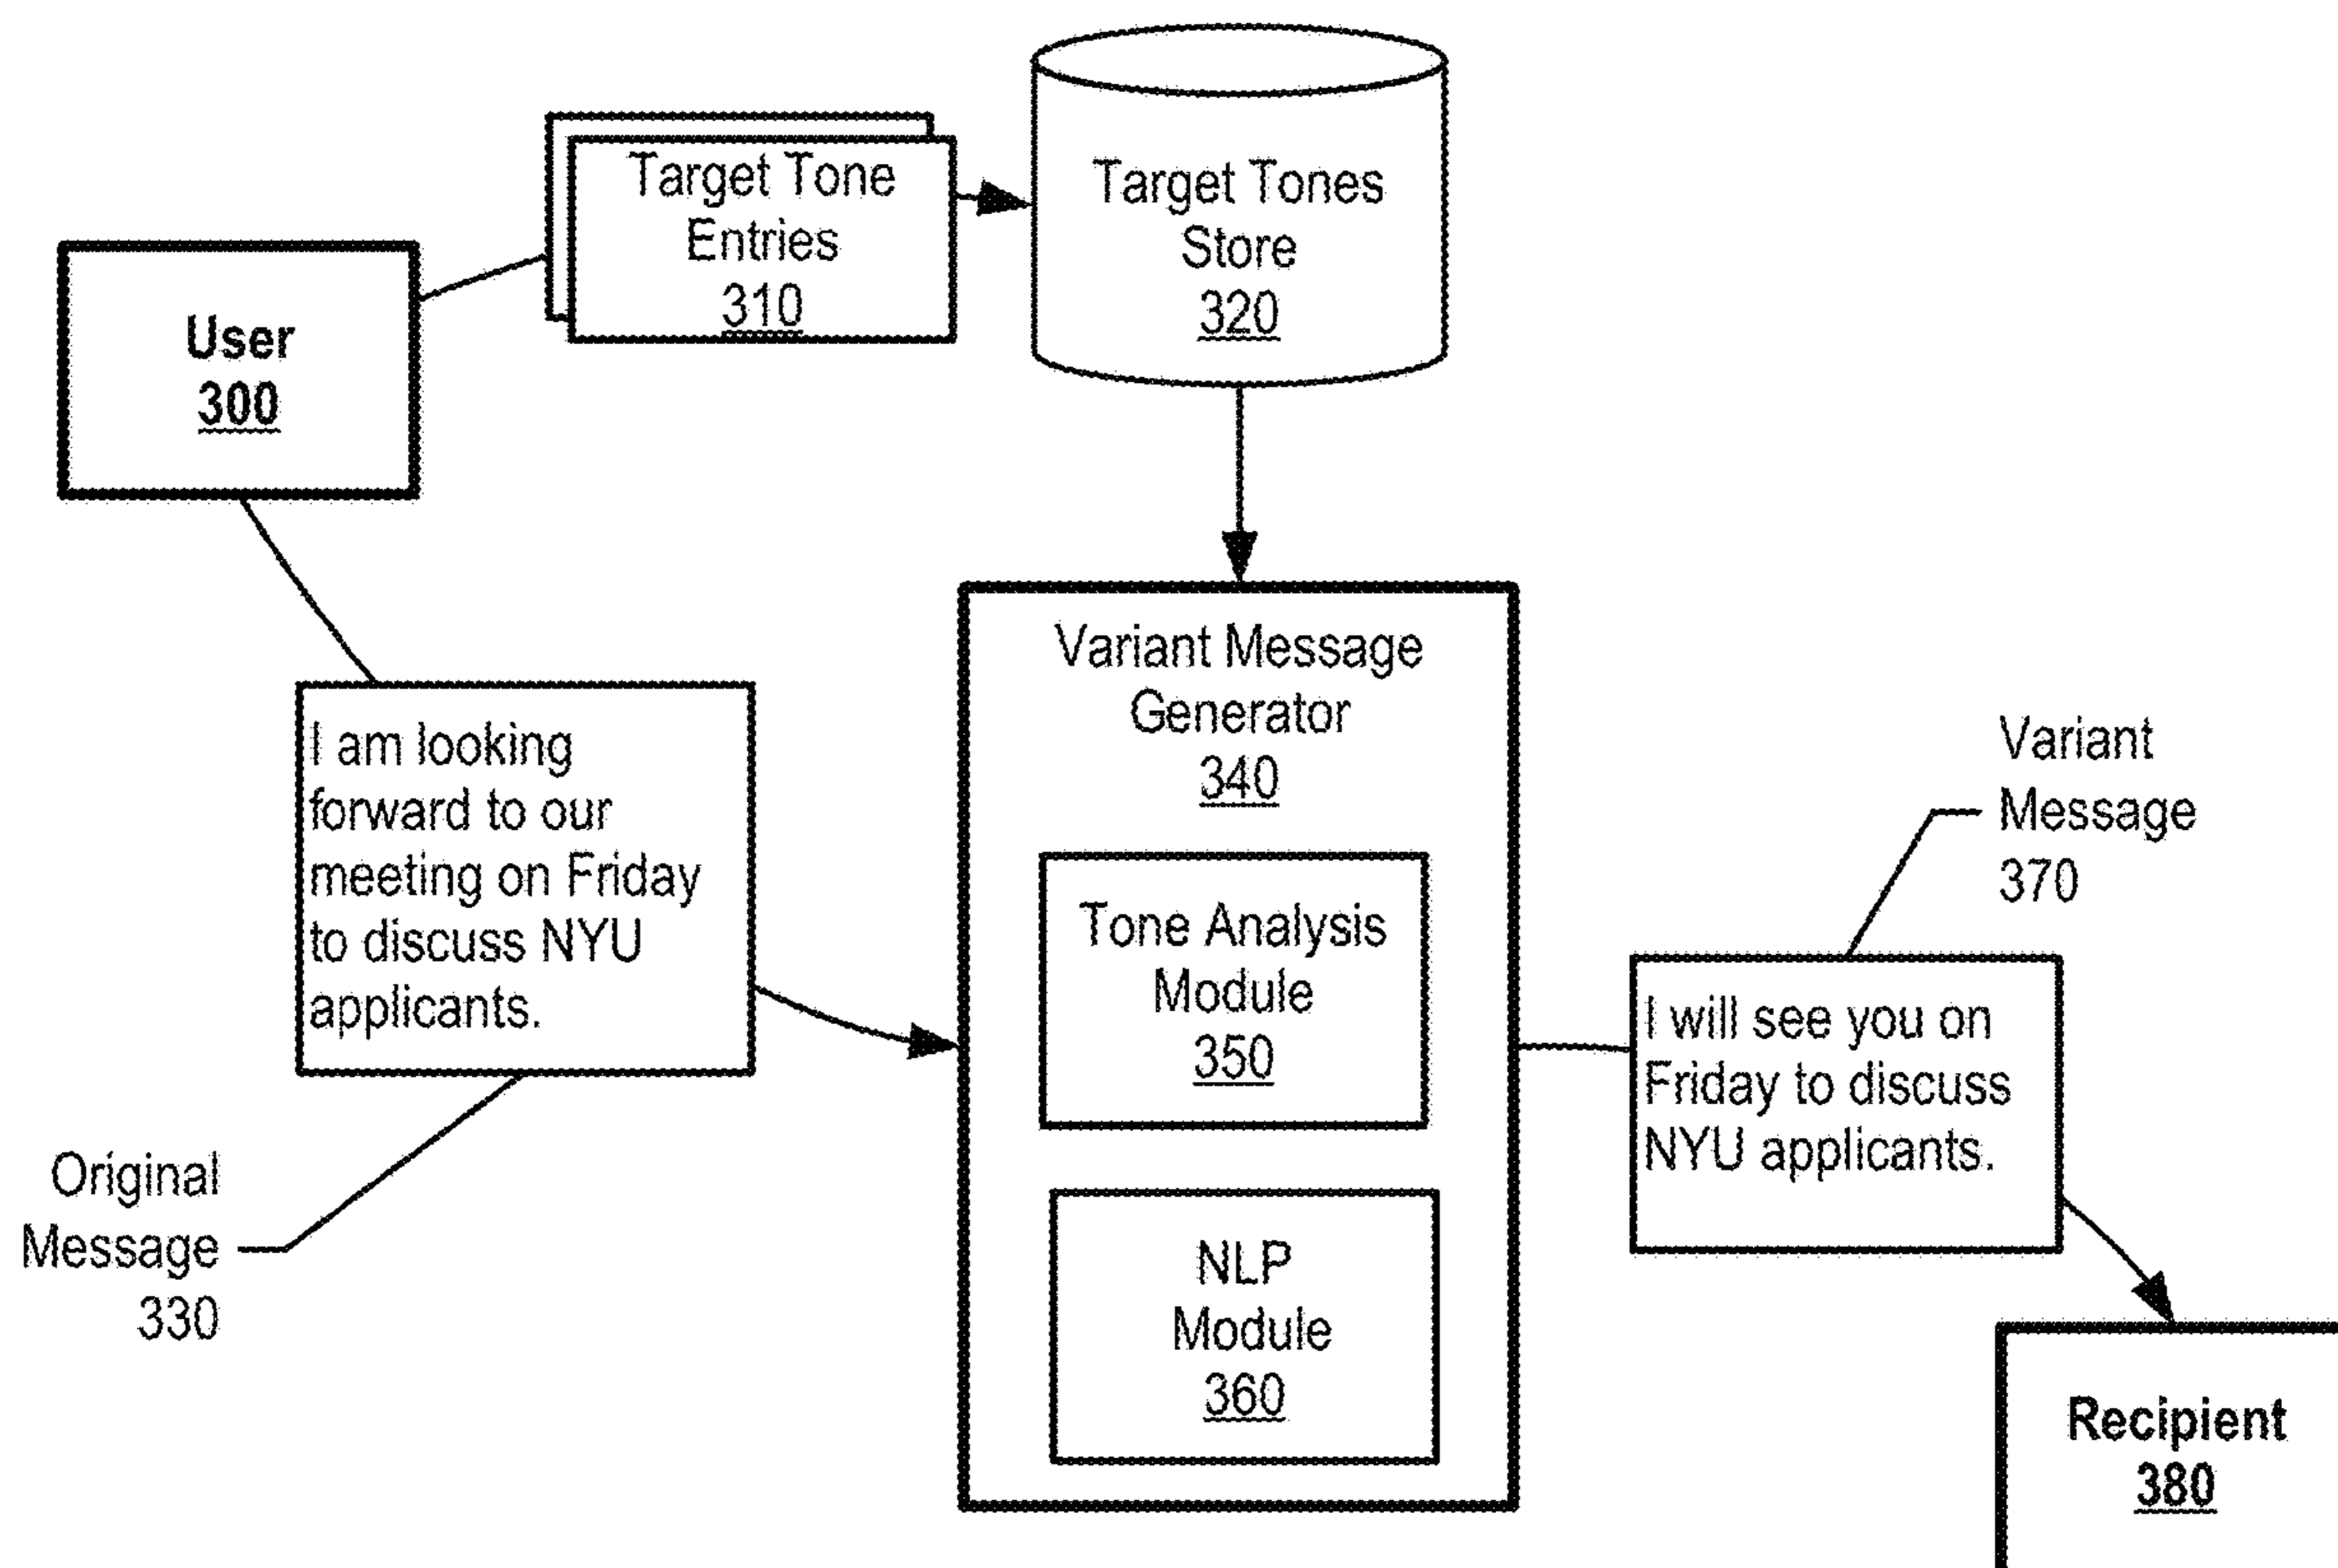 Target Tone
Entries
310
Target Tones
Store
320
User
300
I am looking
forward to our
meeting on Friday
to discuss NYU
applicants.
Original
Message
330
Variant Message
Generator
340
Tone Analysis
Module
350
NLP
Module
360
Variant
Message
370
I will see you on
Friday to discuss
NYU applicants.
Recipient
380